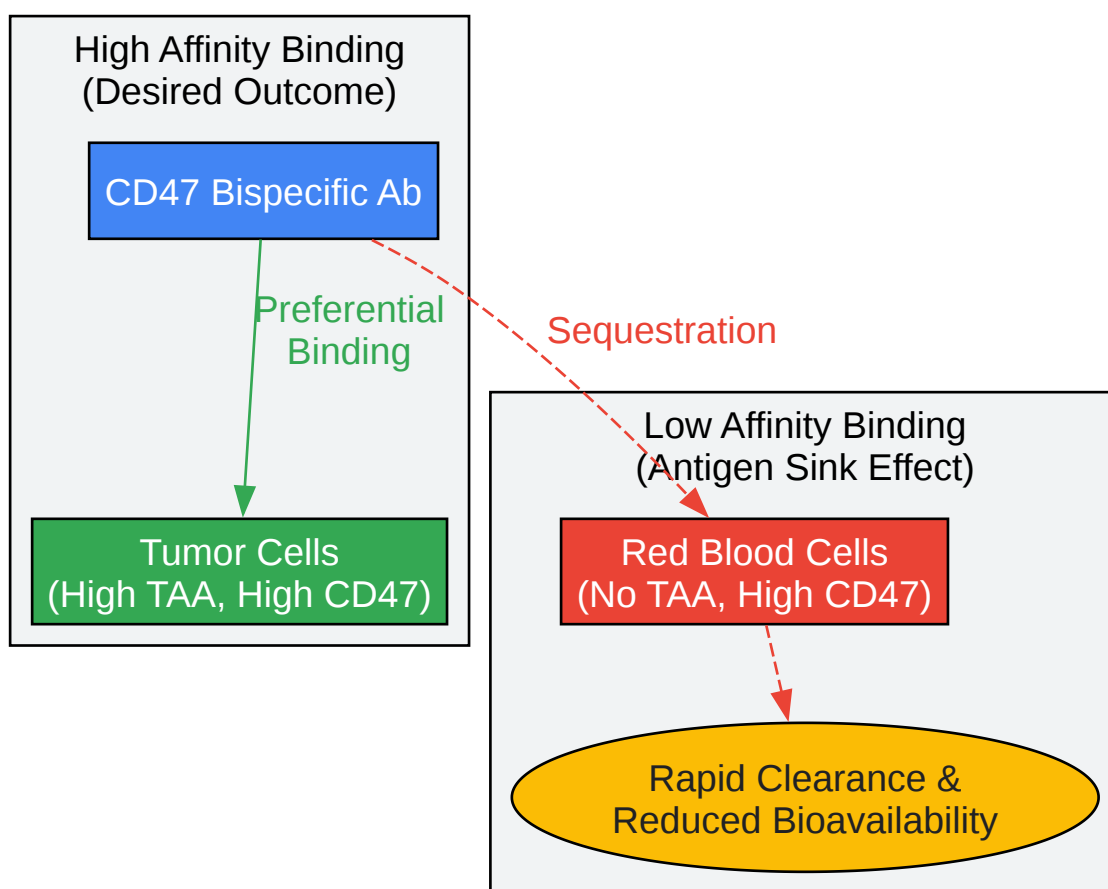 High Affinity Binding
(Desired Outcome)
CD47 Bispecific Ab
Preferential
Binding
Sequestration
Tumor Cells
(High TAA, High CD47)
Low Affinity Binding
(Antigen Sink Effect)
Red Blood Cells
(No TAA, High CD47)
Rapid Clearance &
Reduced Bioavailability